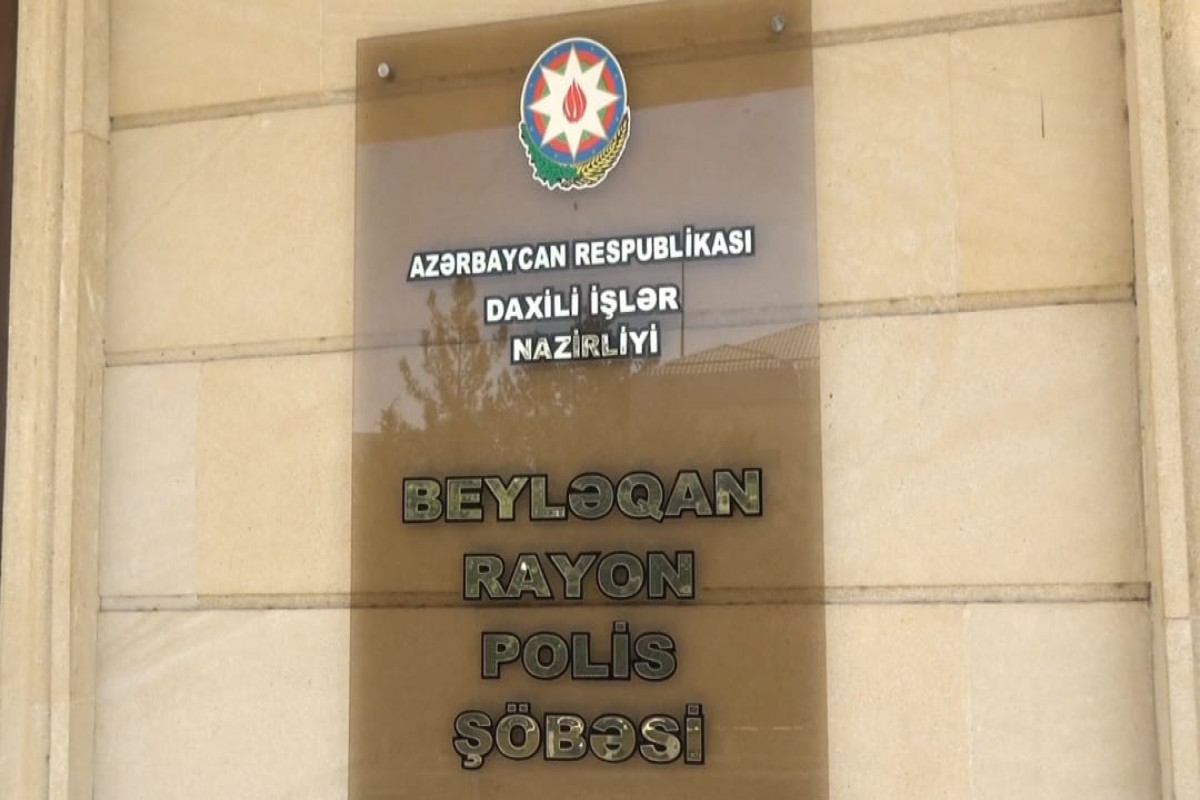 AZƏRBAYCAN RESPUBLİKASI
DAXİLİ İŞLƏR
NAZİRLİYİ
BEYLƏQAN
RAYON
POLİS
ŞÖBƏSİ